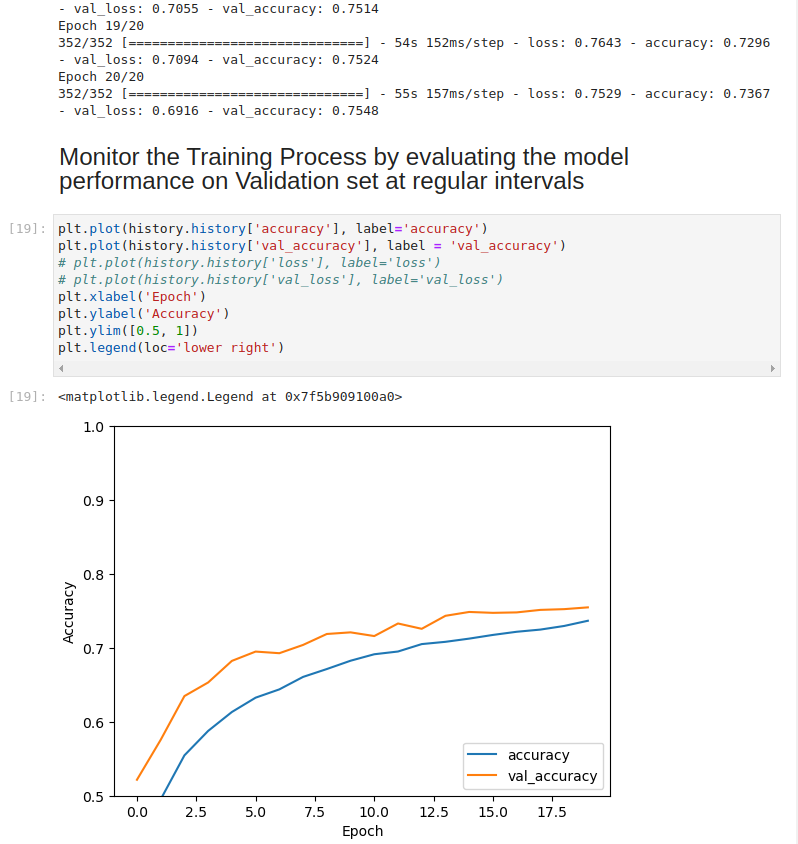 - val_loss: 0.7055 - val_accuracy: 0.7514
Epoch 19/20
352/352 [==============================] - 54s 152ms/step - loss: 0.7643 - accuracy: 0.7296
- val_loss: 0.7094 - val_accuracy: 0.7524
Epoch 20/20
352/352 [==============================] - 55s 157ms/step - loss: 0.7529 - accuracy: 0.7367
- val_loss: 0.6916 - val_accuracy: 0.7548
Monitor the Training Process by evaluating the model
performance on Validation set at regular intervals
[19]: plt.plot(history.history['accuracy'], label='accuracy')
plt.plot(history.history['val_accuracy'], label = 'val_accuracy')
# plt.plot(history.history['loss'], label='loss')
# plt.plot(history.history['val_loss'], label='val_loss')
plt.xlabel('Epoch')
plt.ylabel('Accuracy')
plt.ylim([0.5, 1])
plt.legend(loc='lower right')
[19]: <matplotlib.legend.Legend at 0x7f5b909100a0>
1.0
0.9
0.8
0.7
0.6
0.5
Accuracy
accuracy
val_accuracy
0.0 2.5 5.0 7.5 10.0 12.5 15.0 17.5
Epoch